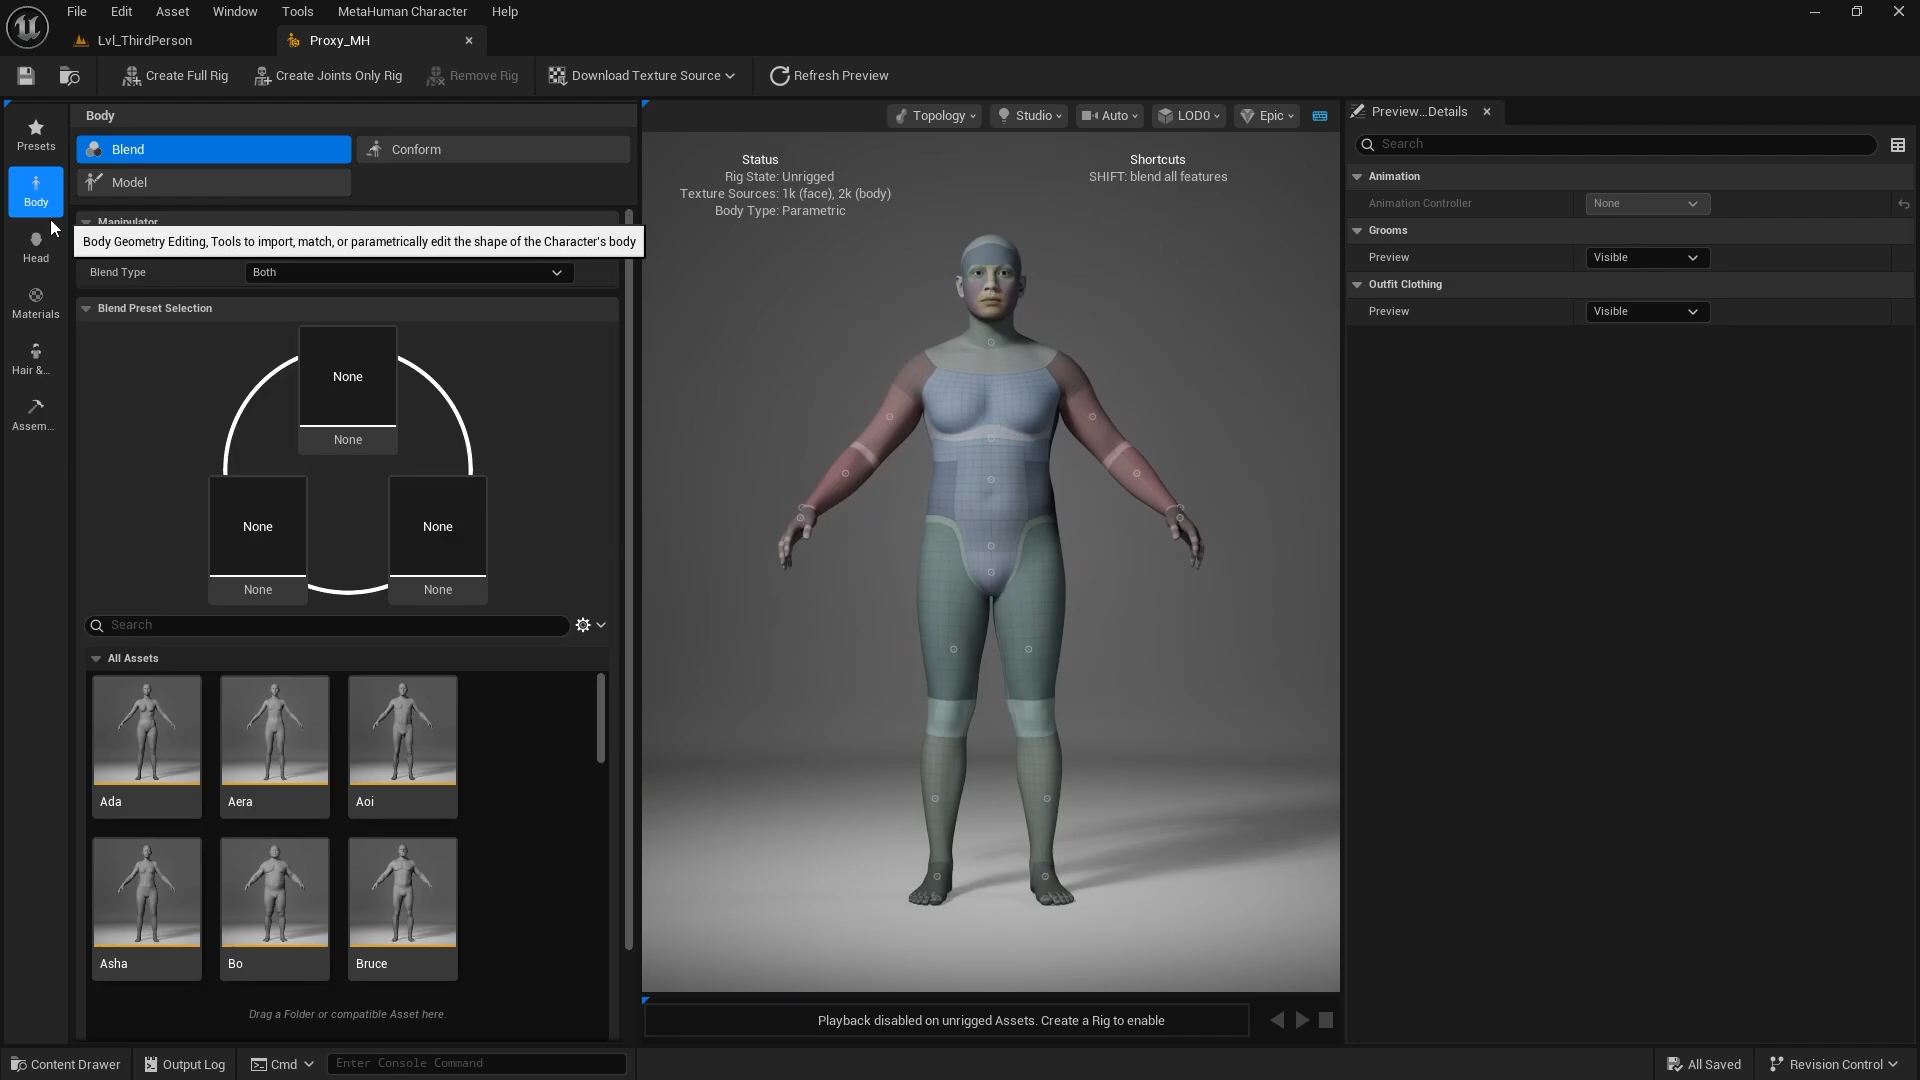 File Edit Asset Window Tools MetaHuman Character Help
Lvl_ThirdPerson
Proxy_MH
Create Full Rig
Create Joints Only Rig
Remove Rig
Download Texture Source
Refresh Preview
Presets
Body
Head
Materials
Hair &...
Assem...
Body
Blend
Conform
Model
Manipulator
Body Geometry Editing, Tools to import, match, or parametrically edit the shape of the Character's body
Blend Type
Both
Blend Preset Selection
None
None
None
None
None
None
Search
All Assets
Ada
Aera
Aoi
Asha
Bo
Bruce
Drag a Folder or compatible Asset here.
Topology
Studio
Auto
LOD0
Epic
Status
Rig State: Unrigged
Texture Sources: 1k (face), 2k (body)
Body Type: Parametric
Shortcuts
SHIFT: blend all features
Playback disabled on unrigged Assets. Create a Rig to enable
Preview...Details
Search
Animation
Animation Controller
None
Grooms
Preview
Visible
Outfit Clothing
Preview
Visible
Content Drawer
Output Log
Cmd
Enter Console Command
All Saved
Revision Control